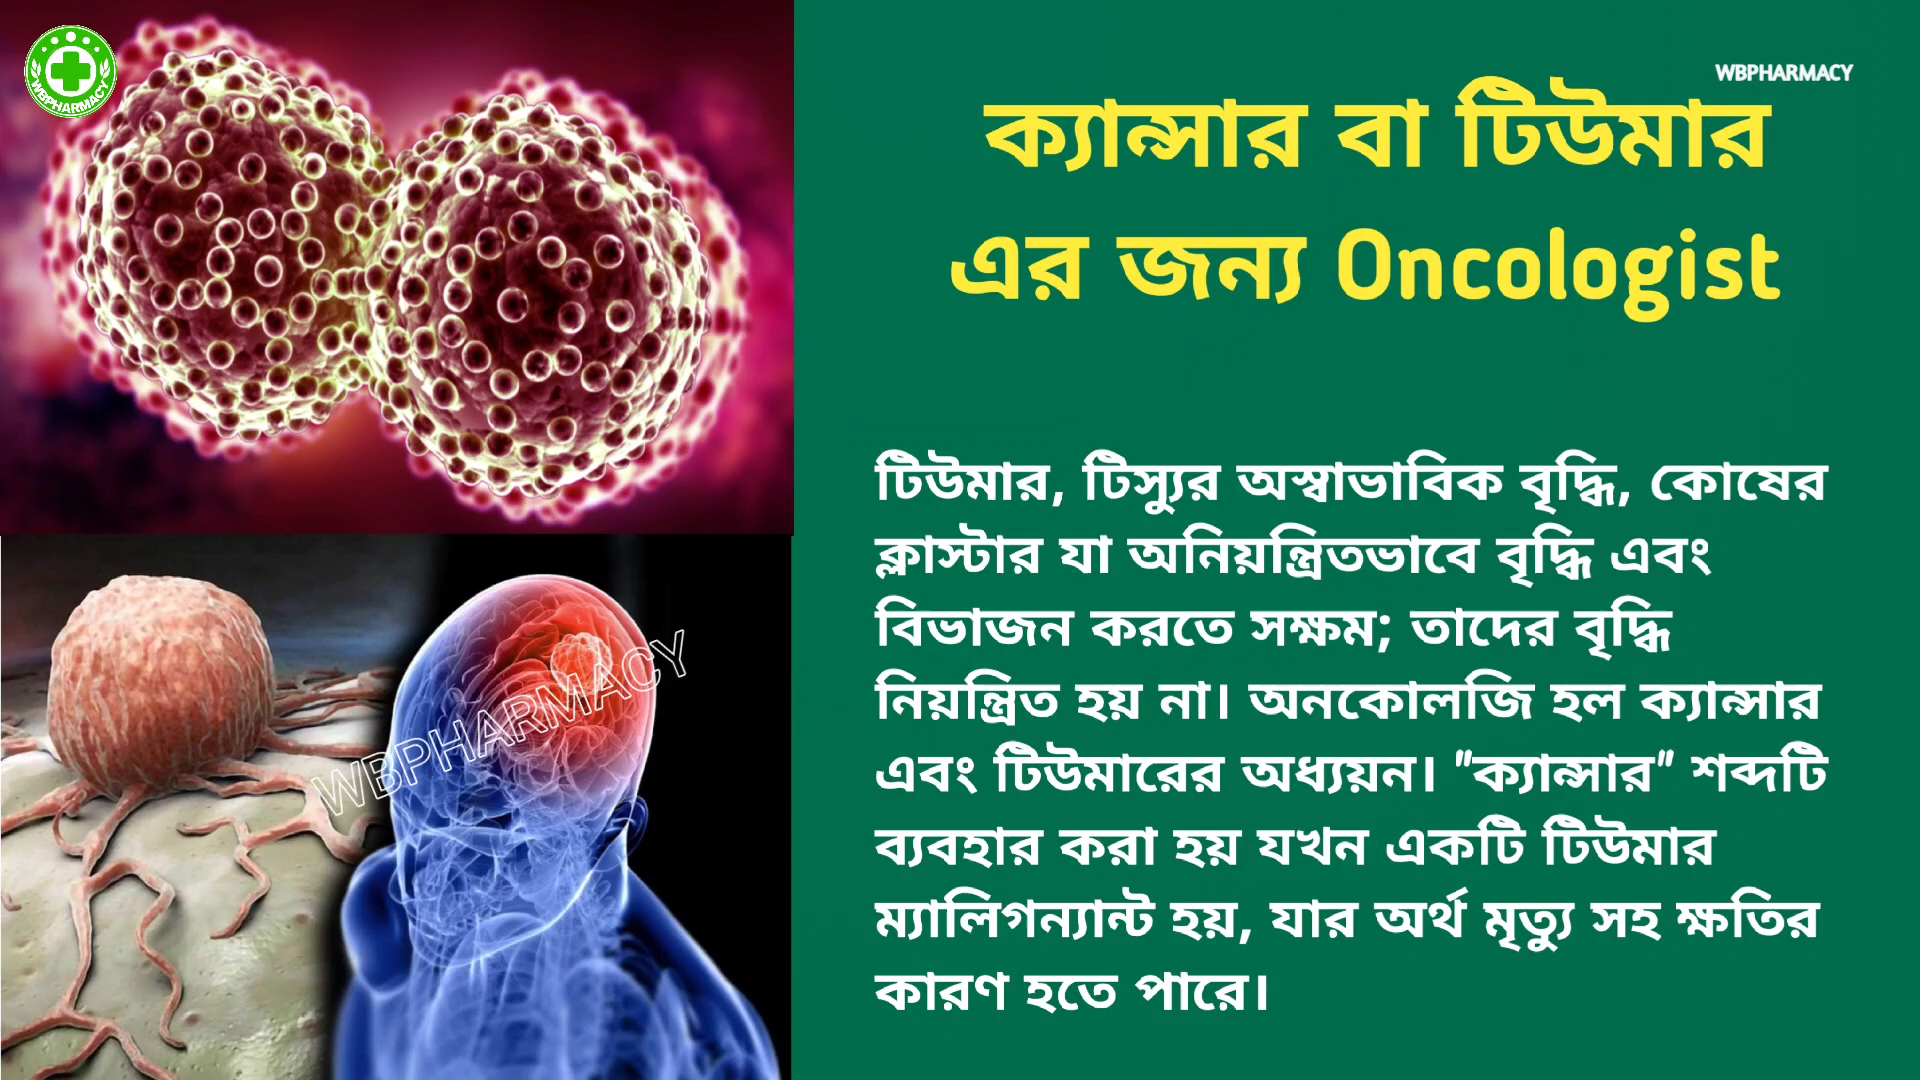 WBPHARMACY
WBPHARMACY
ক্যান্সার বা টিউমার
এর জন্য Oncologist
টিউমার, টিস্যুর অস্বাভাবিক বৃদ্ধি, কোষের
ক্লাস্টার যা অনিয়ন্ত্রিতভাবে বৃদ্ধি এবং
বিভাজন করতে সক্ষম; তাদের বৃদ্ধি
নিয়ন্ত্রিত হয় না। অনকোলজি হল ক্যান্সার
এবং টিউমারের অধ্যয়ন। "ক্যান্সার" শব্দটি
ব্যবহার করা হয় যখন একটি টিউমার
ম্যালিগন্যান্ট হয়, যার অর্থ মৃত্যু সহ ক্ষতির
কারণ হতে পারে।
WBPHARMACY